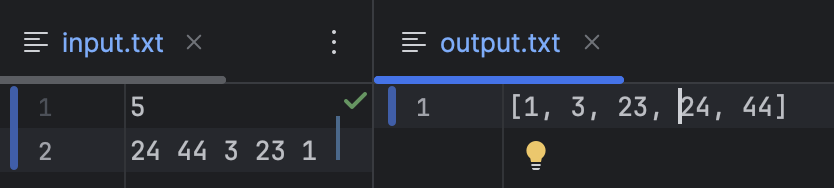 input.txt
output.txt
1 5
2 24 44 3 23 1
1 [1, 3, 23, 24, 44]